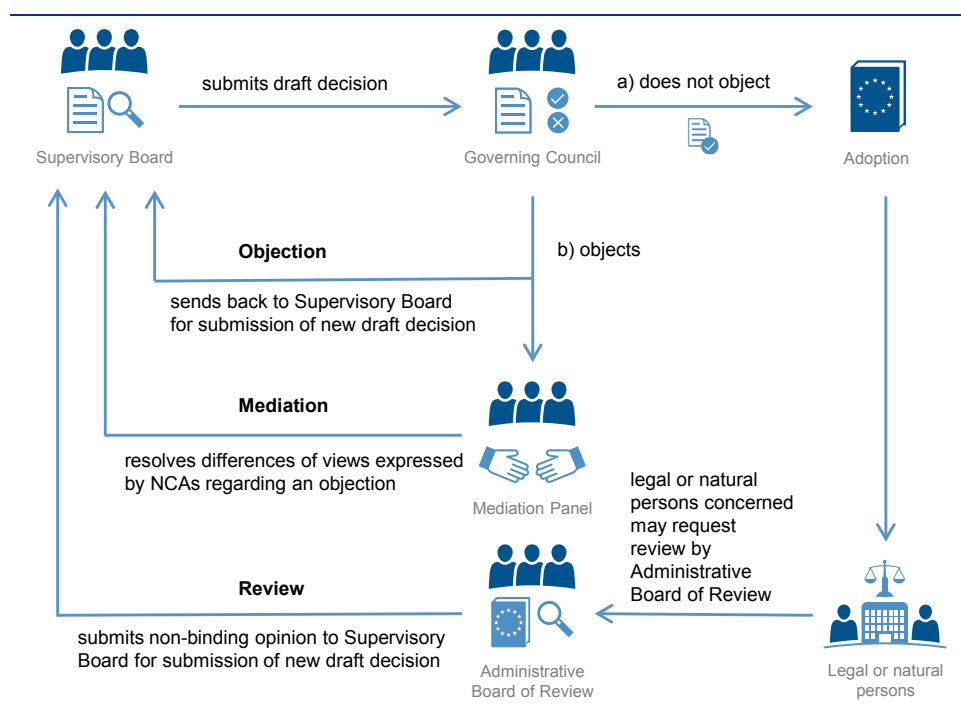 submits draft decision
a) does not object
Supervisory Board
Governing Council
Adoption
Objection
b) objects
sends back to Supervisory Board
for submission of new draft decision
Mediation
resolves differences of views expressed
by NCAs regarding an objection
Mediation Panel
legal or natural
persons concerned
may request
review by
Administrative
Board of Review
Review
submits non-binding opinion to Supervisory
Board for submission of new draft decision
Administrative
Board of Review
Legal or natural
persons